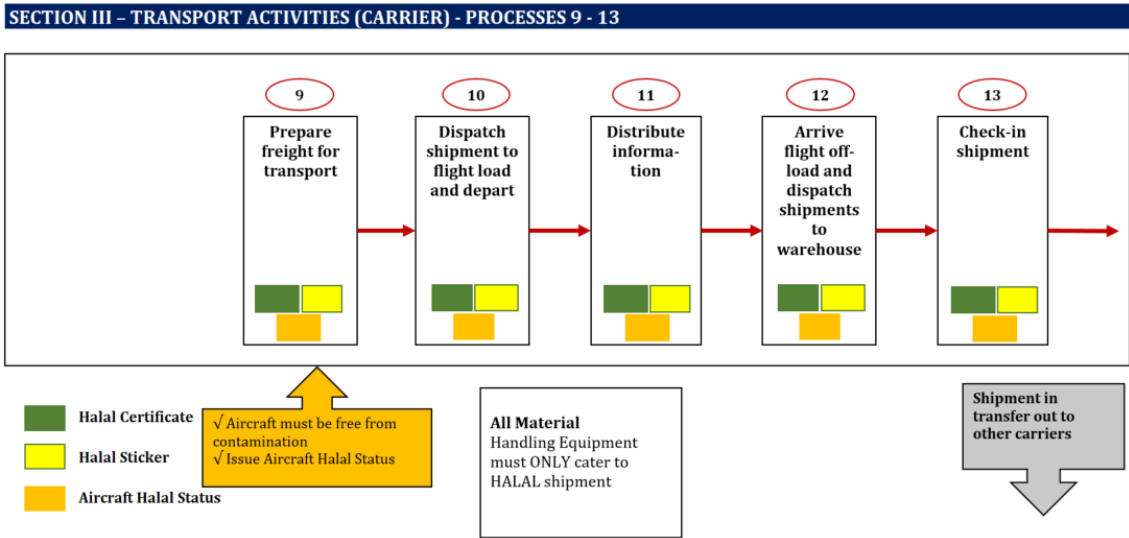 SECTION III – TRANSPORT ACTIVITIES (CARRIER) - PROCESSES 9 - 13
9
Prepare
freight for
transport
10
Dispatch
shipment to
flight load
and depart
11
Distribute
informa-
tion
12
Arrive
flight off-
load and
dispatch
shipments
to
warehouse
13
Check-in
shipment
Halal Certificate
Halal Sticker
Aircraft Halal Status
√ Aircraft must be free from
contamination
√ Issue Aircraft Halal Status
All Material
Handling Equipment
must ONLY cater to
HALAL shipment
Shipment in
transfer out to
other carriers